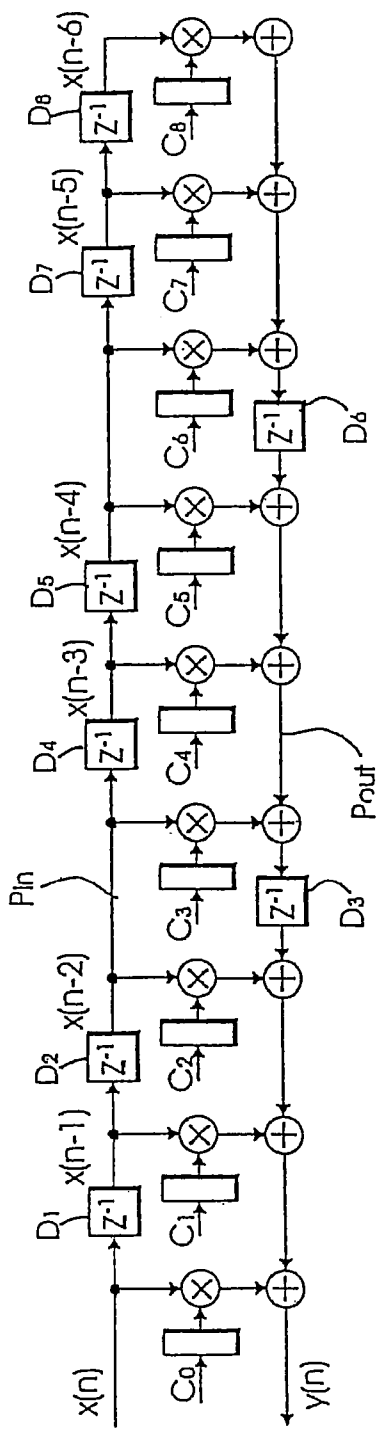 x(n)
D1
Z-1
x(n-1)
D2
Z-1
x(n-2)
Pin
D4
Z-1
x(n-3)
D5
Z-1
x(n-4)
D7
Z-1
x(n-5)
D8
Z-1
x(n-6)
C0
C1
C2
C3
C4
C5
C6
C7
C8
y(n)
Z-1
D3
Pout
Z-1
D6